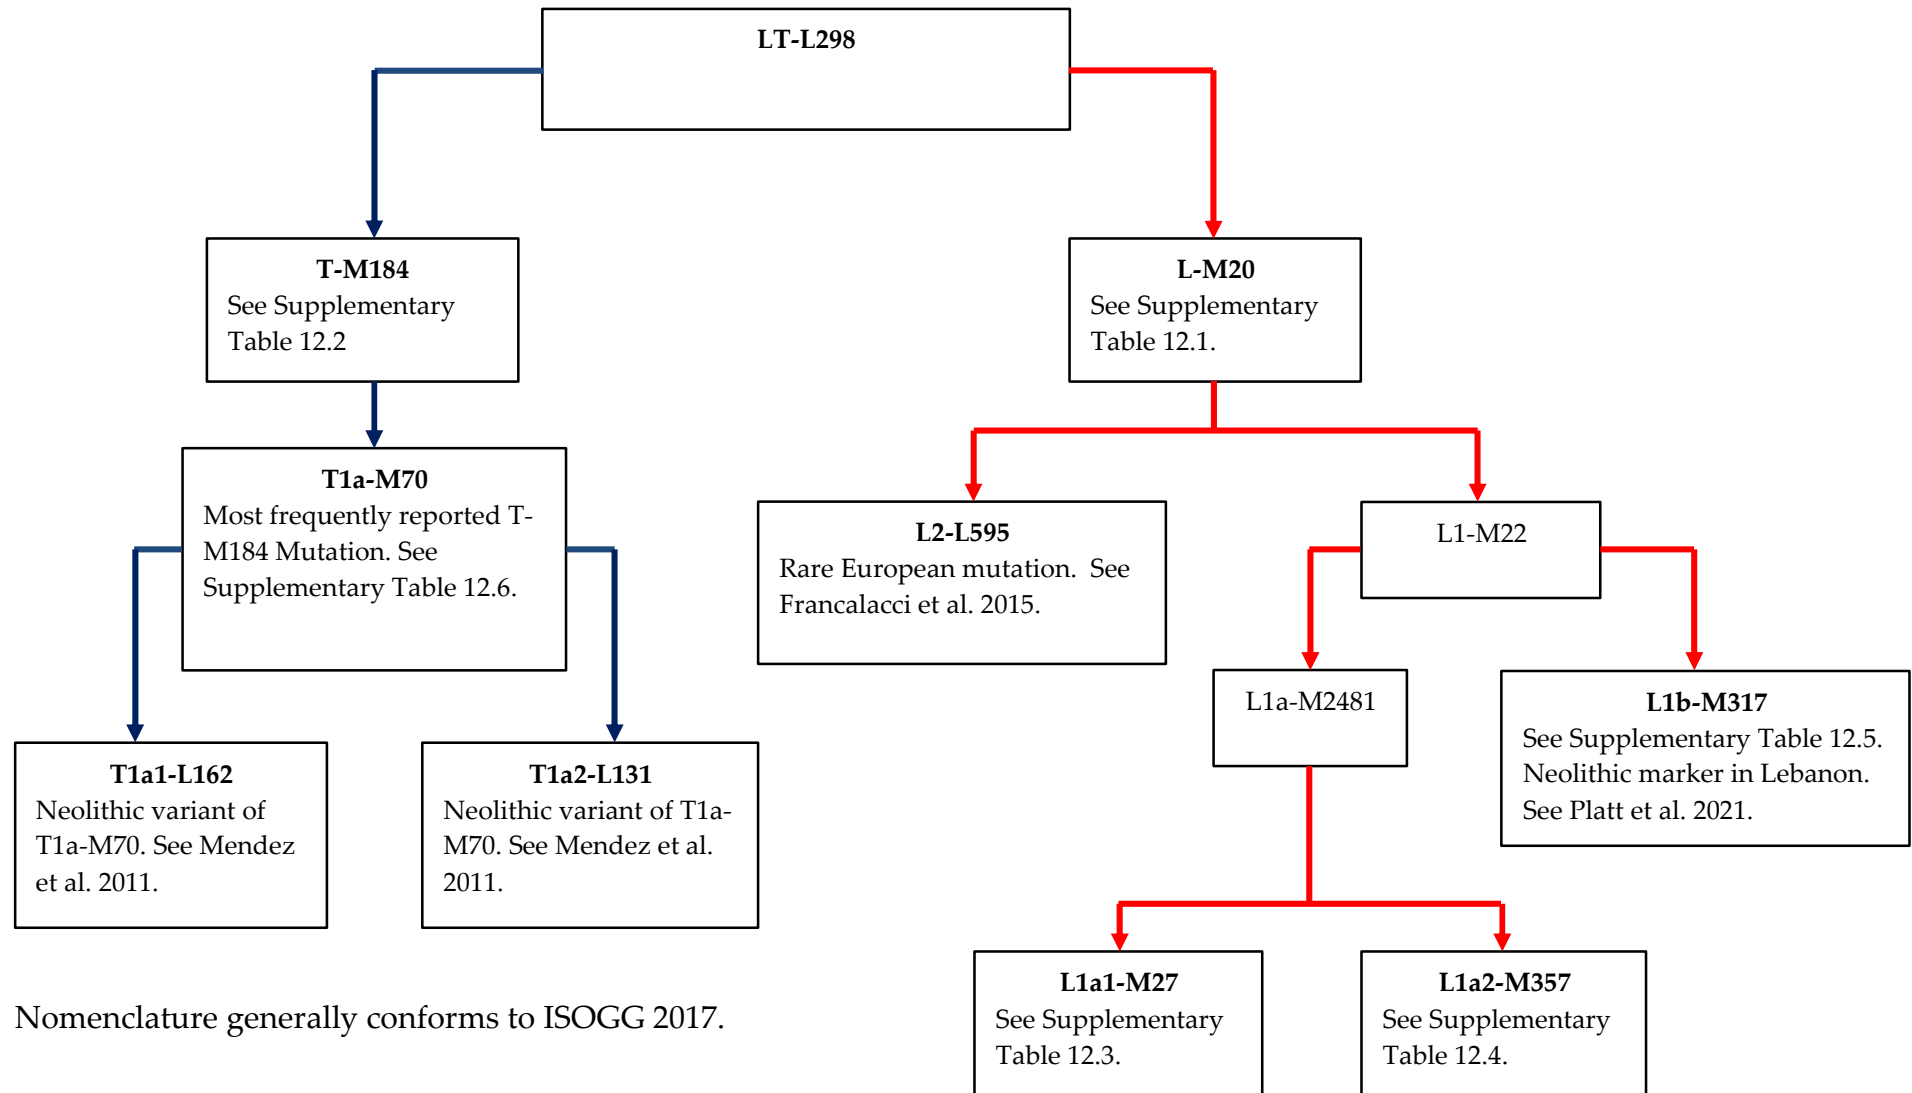 LT-L298
T-M184
See Supplementary
Table 12.2
L-M20
See Supplementary
Table 12.1.
T1a-M70
Most frequently reported T-
M184 Mutation. See
Supplementary Table 12.6.
L2-L595
Rare European mutation.  See
Francalacci et al. 2015.
L1-M22
L1a-M2481
L1b-M317
See Supplementary Table 12.5.
Neolithic marker in Lebanon.
See Platt et al. 2021.
T1a1-L162
Neolithic variant of
T1a-M70. See Mendez
et al. 2011.
T1a2-L131
Neolithic variant of T1a-
M70. See Mendez et al.
2011.
L1a1-M27
See Supplementary
Table 12.3.
L1a2-M357
See Supplementary
Table 12.4.
Nomenclature generally conforms to ISOGG 2017.